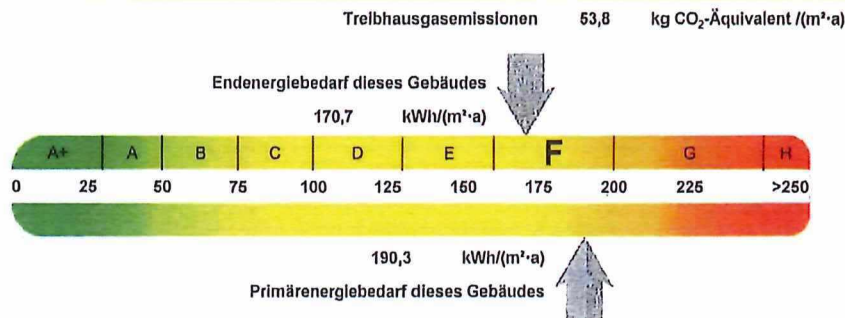 Treibhausgasemissionen 53,8 kg CO₂-Äquivalent /(m²·a)
Endenergiebedarf dieses Gebäudes
170,7 kWh/(m²·a)
A+ A B C D E F G H
0 25 50 75 100 125 150 175 200 225 >250
190,3 kWh/(m²·a)
Primärenergiebedarf dieses Gebäudes